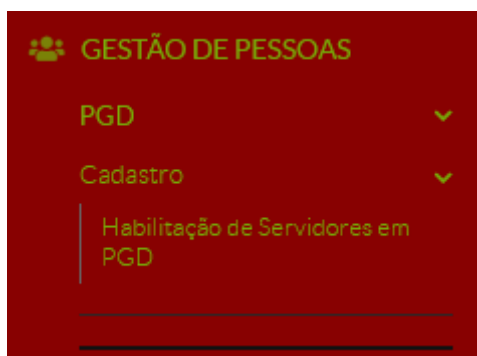 GESTÃO DE PESSOAS
PGD
Cadastro
Habilitação de Servidores em
PGD